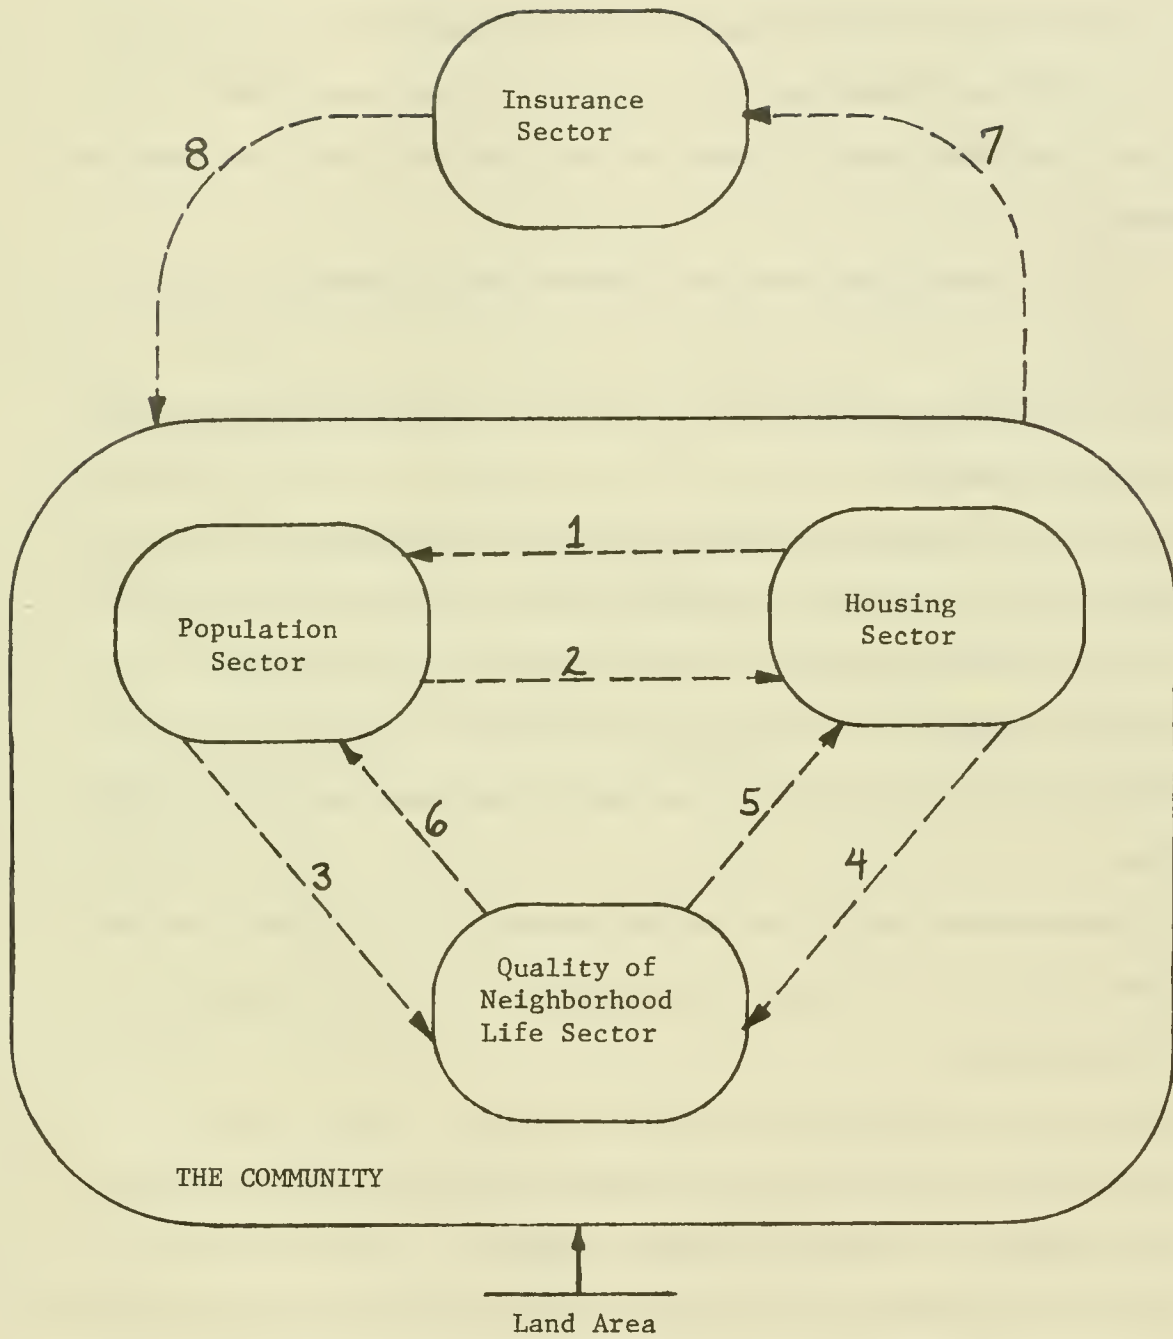 Insurance
Sector
8
7
1
Population
Sector
Housing
Sector
2
6
5
3
4
Quality of
Neighborhood
Life Sector
THE COMMUNITY
Land Area